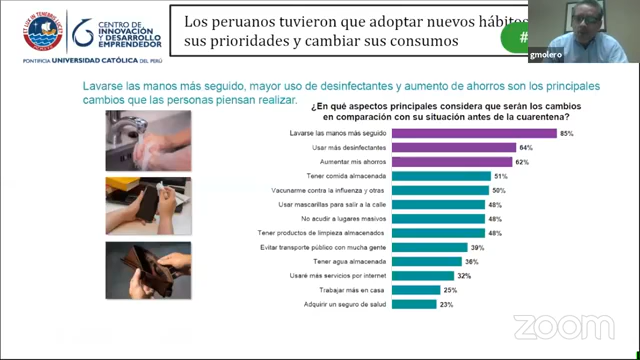 CENTRO DE
INNOVACIÓN
Y DESARROLLO
EMPRENDEDOR
PONTIFICIA UNIVERSIDAD CATÓLICA DEL PERÚ
Los peruanos tuvieron que adoptar nuevos hábitos
sus prioridades y cambiar sus consumos
#
gmolero
Lavarse las manos más seguido, mayor uso de desinfectantes y aumento de ahorros son los principales
cambios que las personas piensan realizar.
¿En qué aspectos principales considera que serán los cambios
en comparación con su situación antes de la cuarentena?
Lavarse las manos más seguido 85%
Usar más desinfectantes 64%
Aumentar mis ahorros 62%
Tener comida almacenada 51%
Vacunarme contra la influenza y otras 50%
Usar mascarillas para salir a la calle 48%
No acudir a lugares masivos 48%
Tener productos de limpieza almacenados 48%
Evitar transporte público con mucha gente 39%
Tener agua almacenada 36%
Usaré más servicios por internet 32%
Trabajar más en casa 25%
Adquirir un seguro de salud 23%
zoom